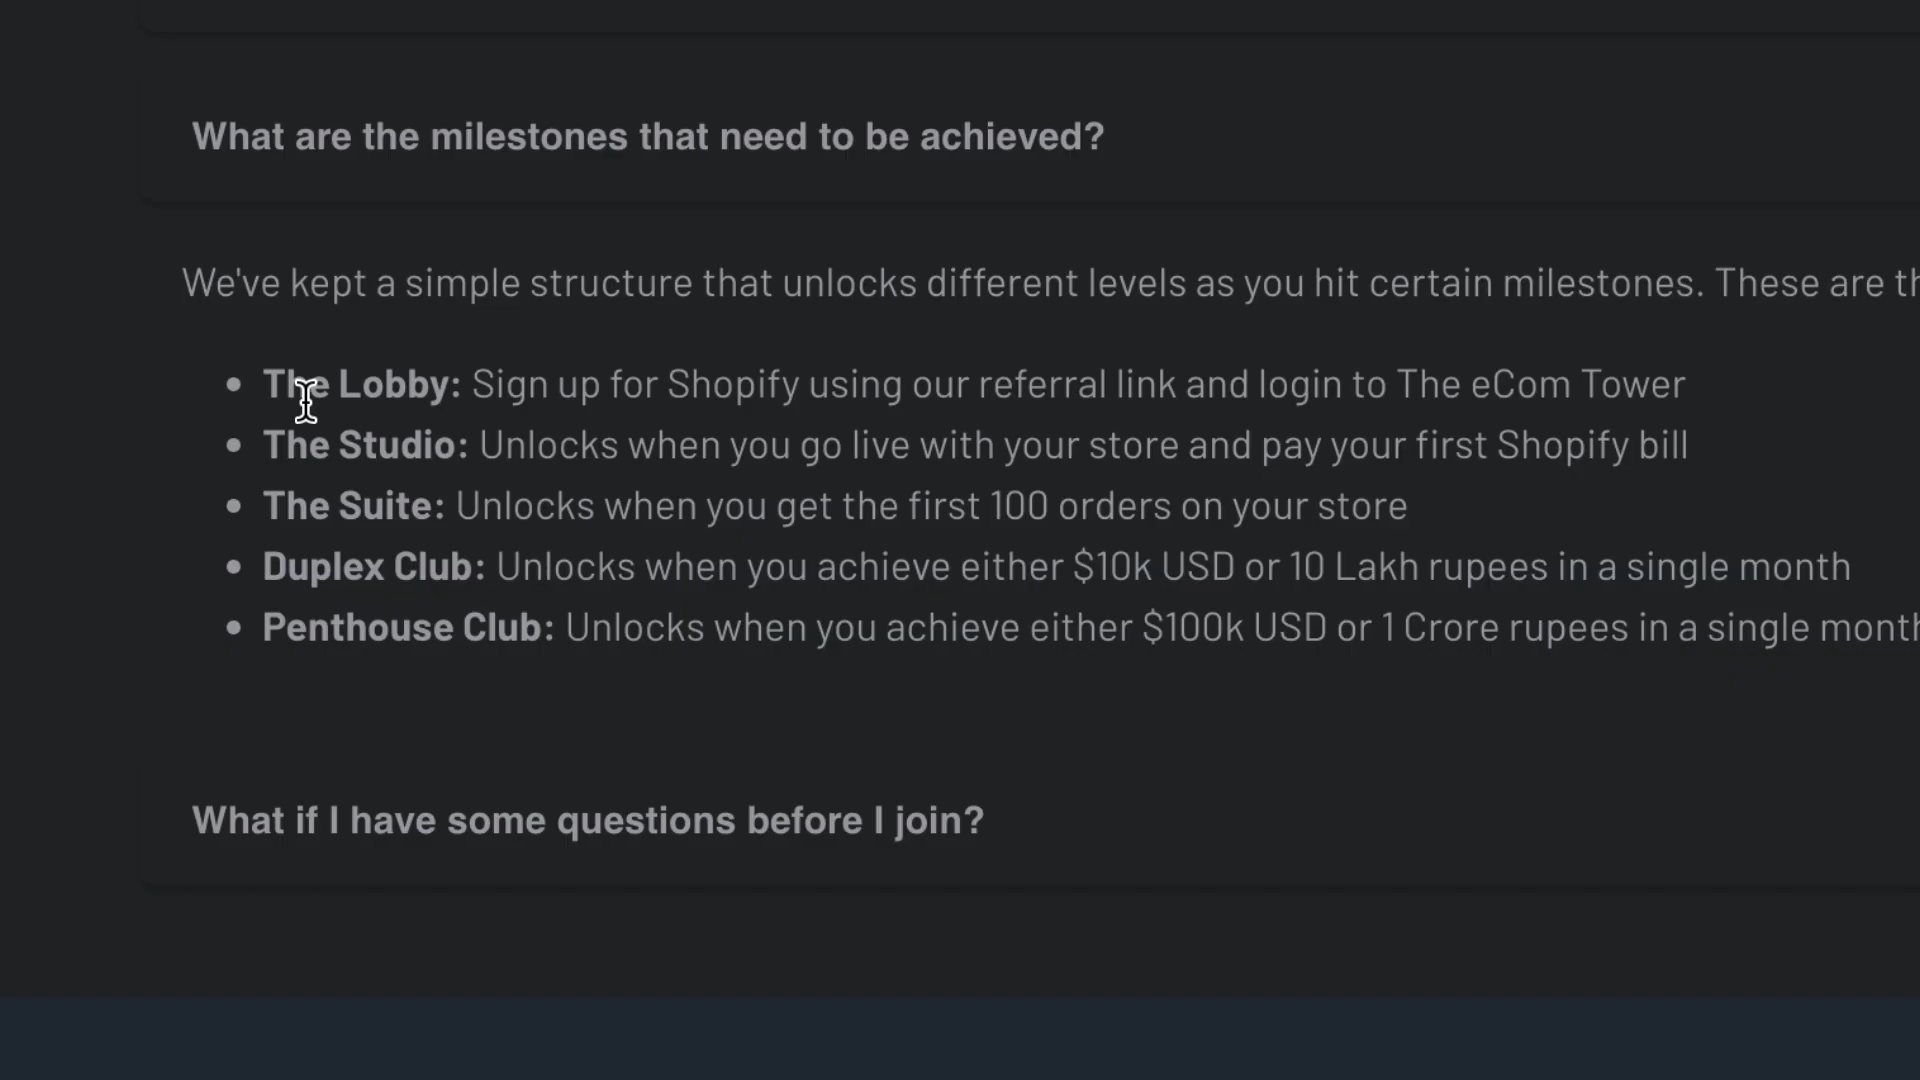 What are the milestones that need to be achieved?
We've kept a simple structure that unlocks different levels as you hit certain milestones. These are
The Lobby: Sign up for Shopify using our referral link and login to The eCom Tower
The Studio: Unlocks when you go live with your store and pay your first Shopify bill
The Suite: Unlocks when you get the first 100 orders on your store
Duplex Club: Unlocks when you achieve either $10k USD or 10 Lakh rupees in a single month
Penthouse Club: Unlocks when you achieve either $100k USD or 1 Crore rupees in a single month
What if I have some questions before I join?